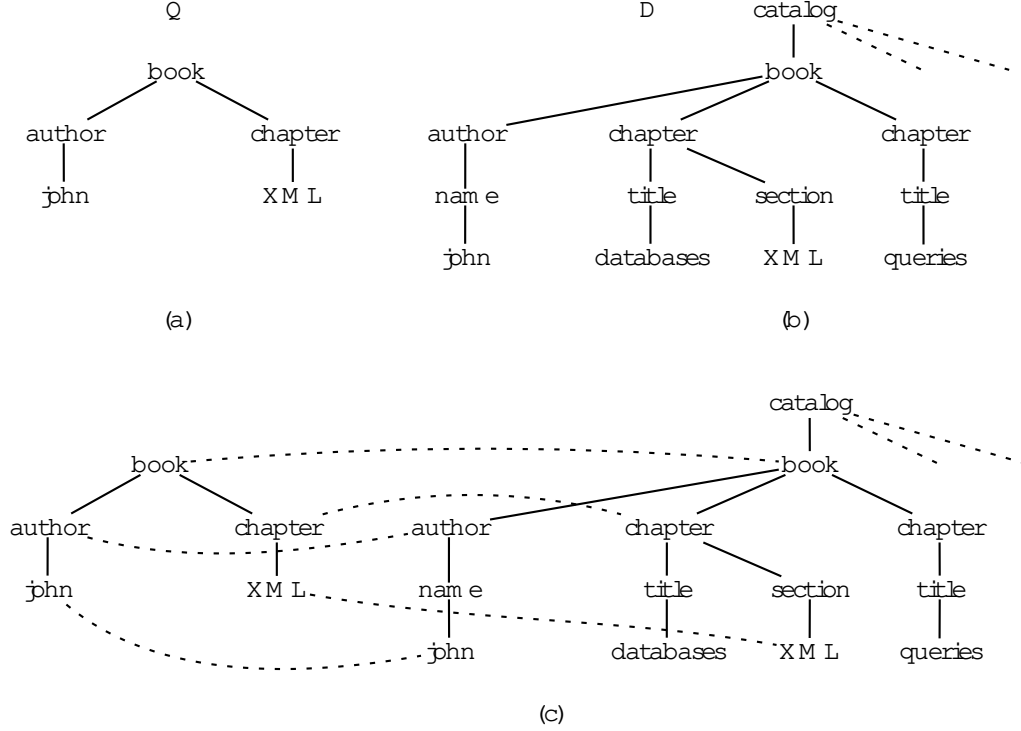 Q D catalog
book book
author chapter author chapter chapter
john XML name title section title
john databases XML queries
(a) (b)
catalog
book book
author chapter author chapter chapter
john XML name title section title
john databases XML queries
(c)